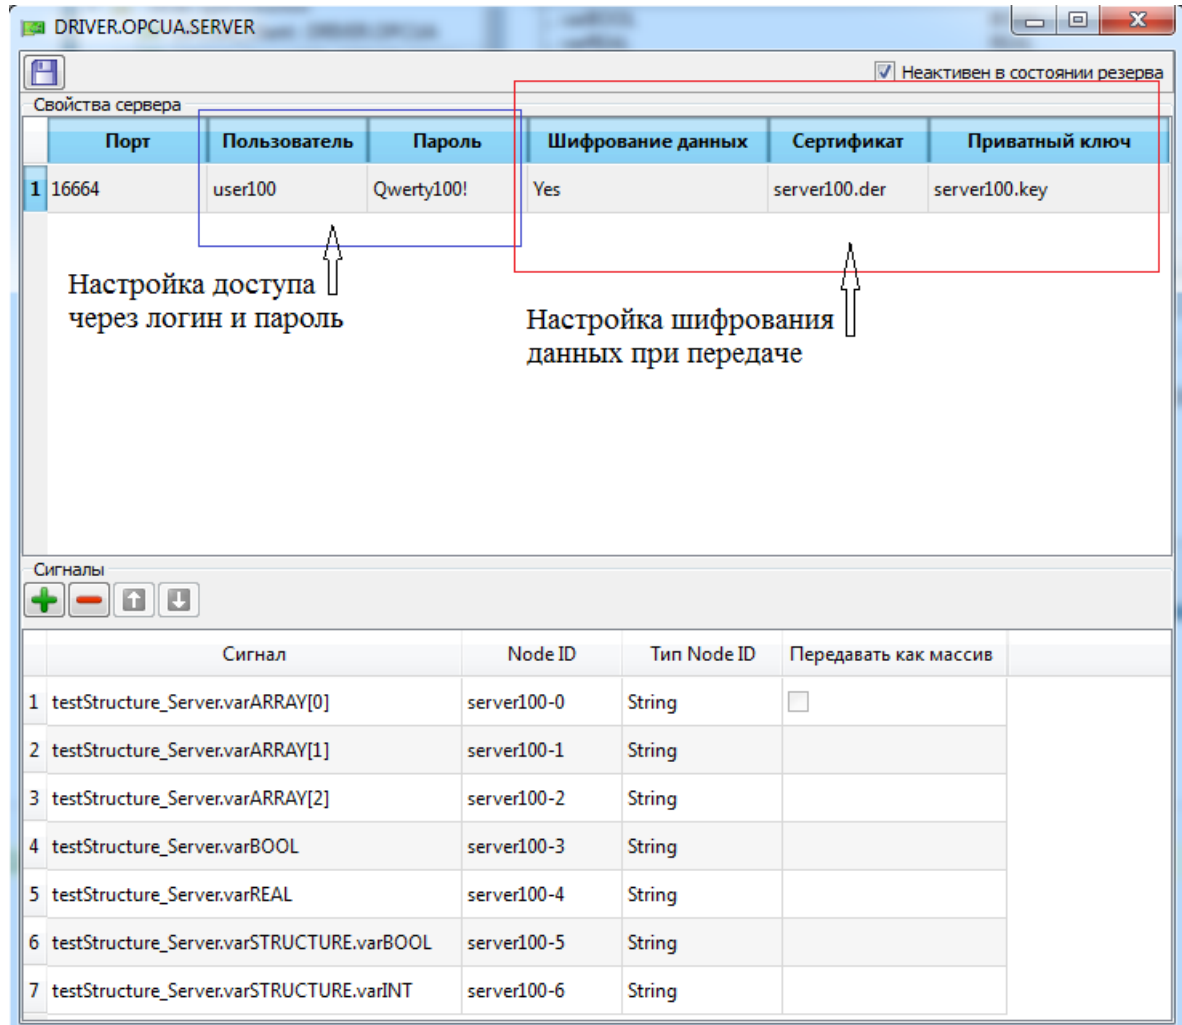 DRIVER.OPCUA.SERVER
Неактивен в состоянии резерва
Свойства сервера
Порт Пользователь Пароль Шифрование данных Сертификат Приватный ключ
1 16664 user100 Qwerty100! Yes server100.der server100.key
Настройка доступа
через логин и пароль
Настройка шифрования
данных при передаче
Сигналы
Сигнал Node ID Тип Node ID Передавать как массив
1 testStructure_Server.varARRAY[0] server100-0 String
2 testStructure_Server.varARRAY[1] server100-1 String
3 testStructure_Server.varARRAY[2] server100-2 String
4 testStructure_Server.varBOOL server100-3 String
5 testStructure_Server.varREAL server100-4 String
6 testStructure_Server.varSTRUCTURE.varBOOL server100-5 String
7 testStructure_Server.varSTRUCTURE.varINT server100-6 String